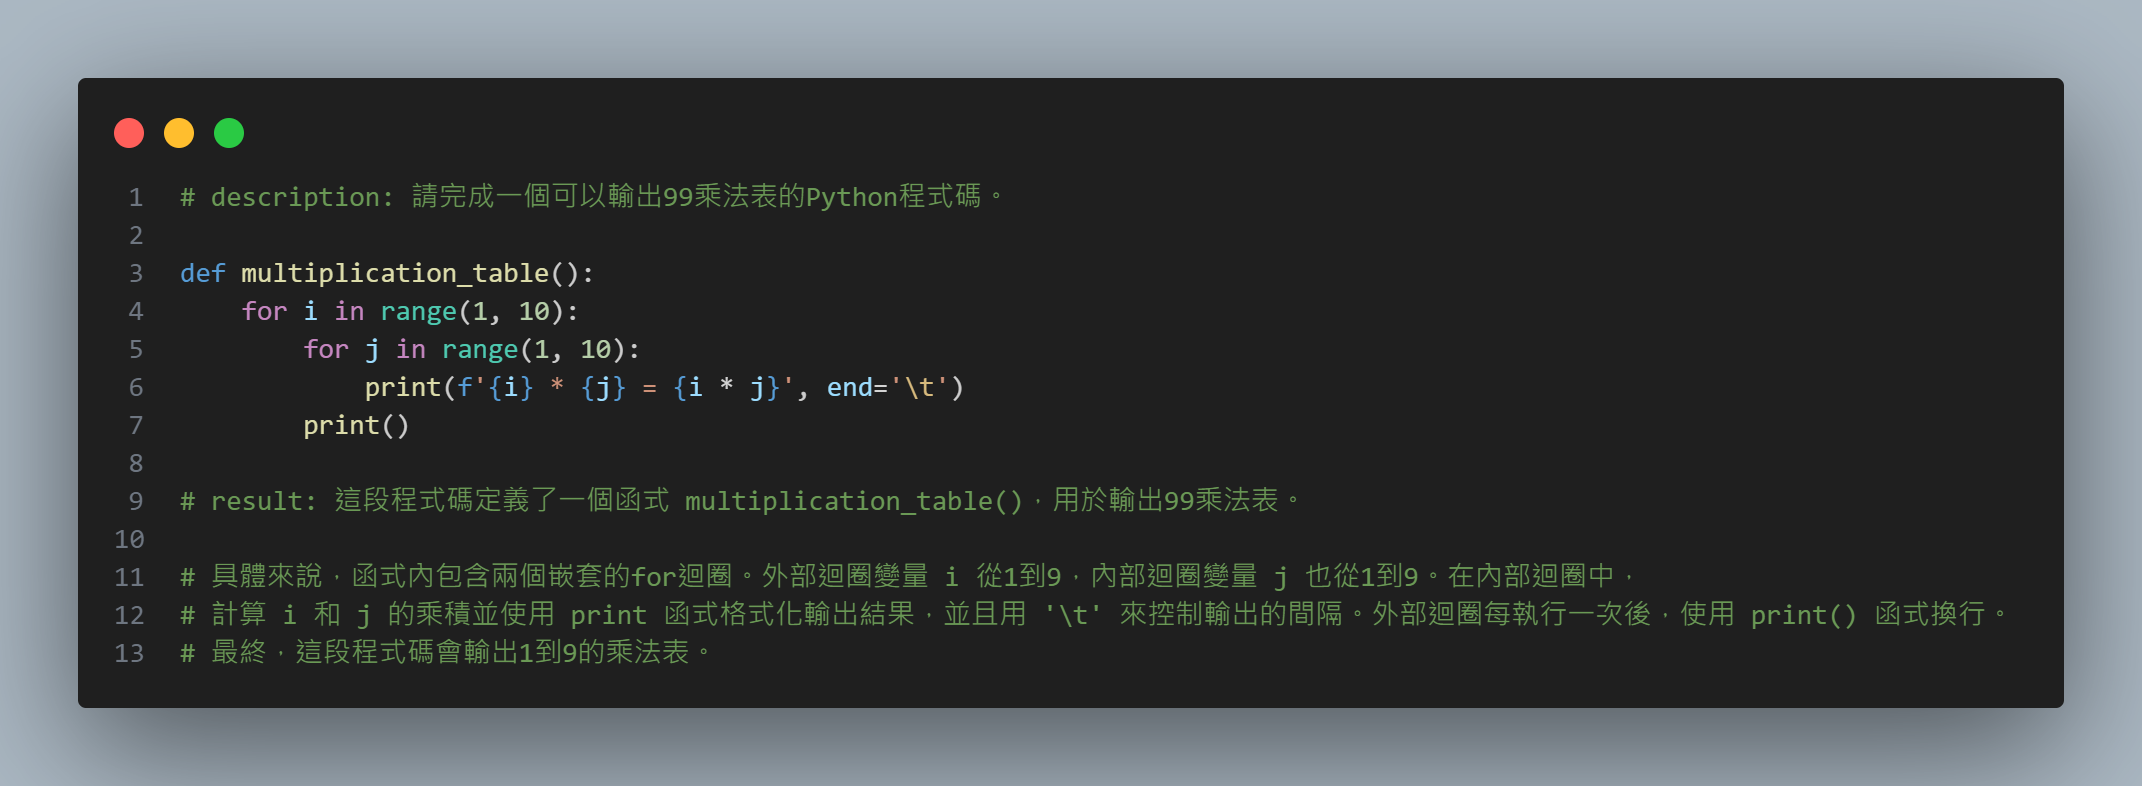 1 # description: 請完成一個可以輸出99乘法表的Python程式碼。
2
3 def multiplication_table():
4     for i in range(1, 10):
5         for j in range(1, 10):
6             print(f'{i} * {j} = {i * j}', end='\t')
7         print()
8
9 # result: 這段程式碼定義了一個函式 multiplication_table()，用於輸出99乘法表。
10
11 # 具體來說，函式內包含兩個嵌套的for迴圈。外部迴圈變量 i 從1到9，內部迴圈變量 j 也從1到9。在內部迴圈中，
12 # 計算 i 和 j 的乘積並使用 print 函式格式化輸出結果，並且用 '\t' 來控制輸出的間隔。外部迴圈每執行一次後，使用 print() 函式換行。
13 # 最終，這段程式碼會輸出1到9的乘法表。